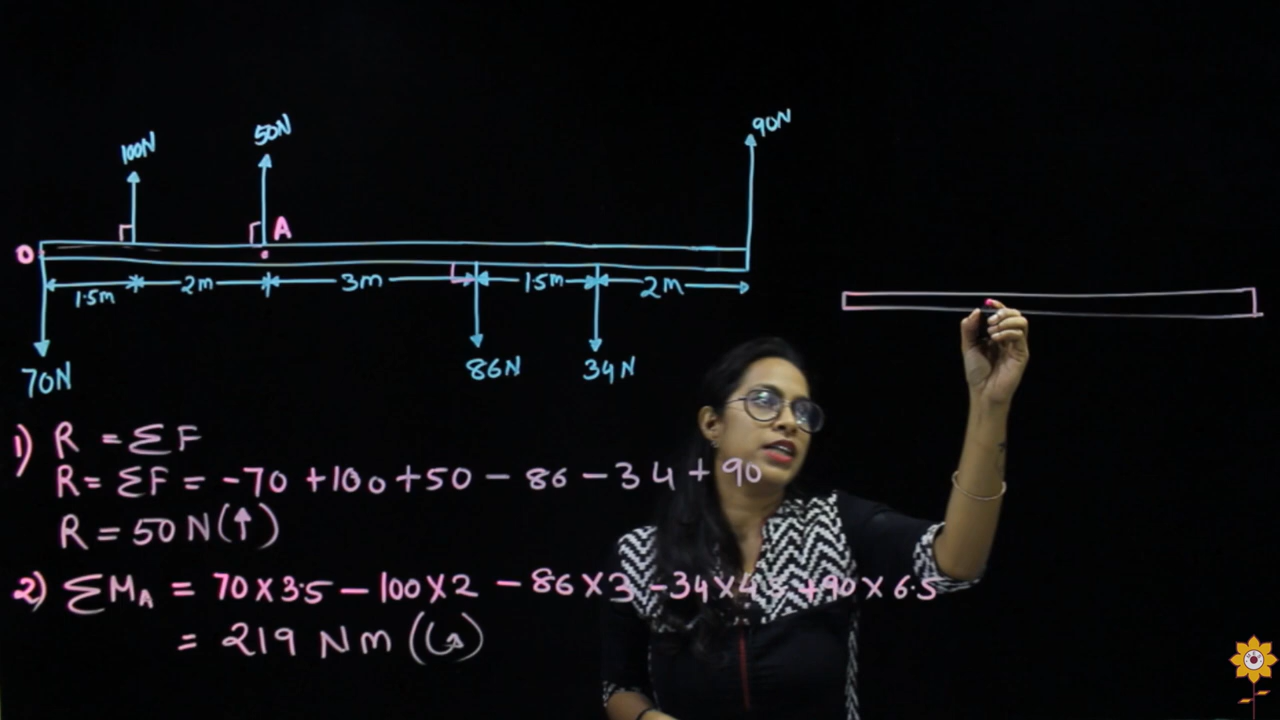 90N
50N
100N
A
O
1.5m 2m 3m 1.5m 2m
70N 86N 34N
1) R = ΣF
R = ΣF = -70 +100+50 - 86 - 34 + 90
R = 50 N (↑)
2) ΣM_A = 70 x 3.5 - 100 x 2 - 86 x 3 - 34 x 4.5 + 90 x 6.5
= 219 Nm (↺)